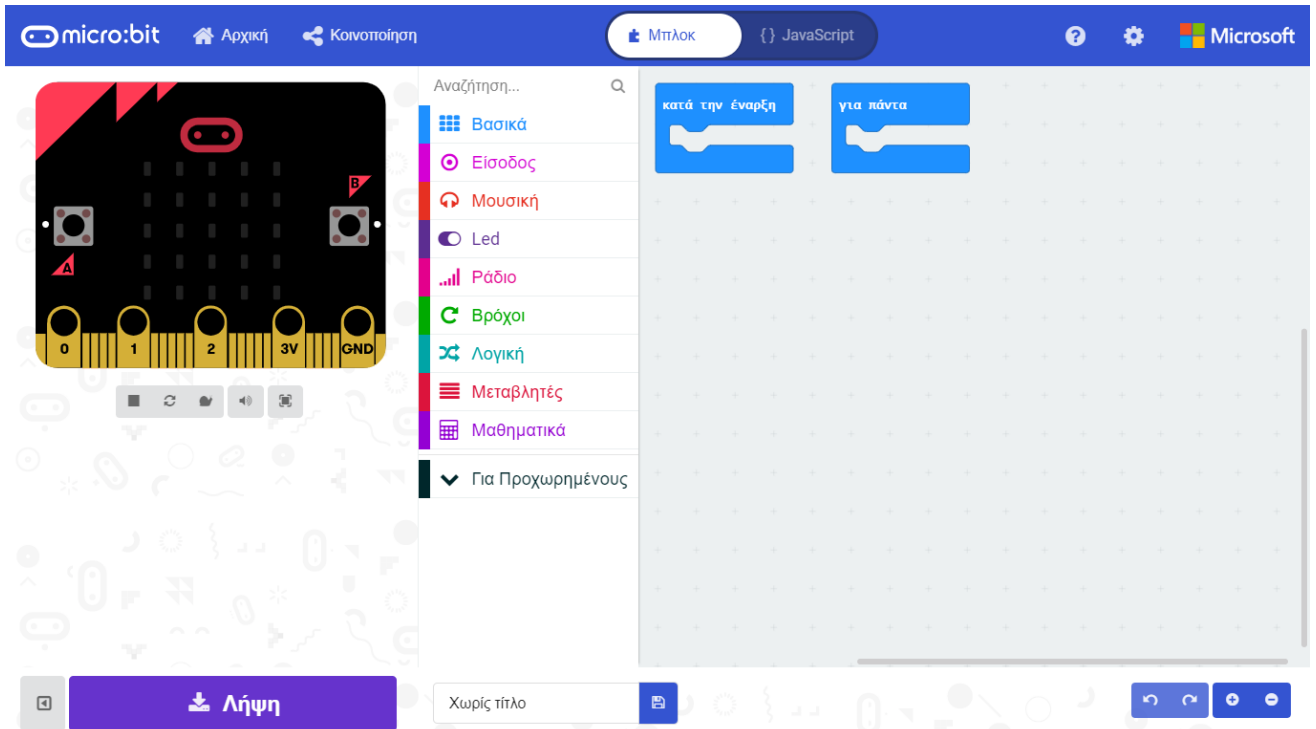 micro:bit Αρχική Κοινοποίηση Μπλοκ {} JavaScript ? Microsoft
Αναζήτηση...
Βασικά
Είσοδος
Μουσική
Led
Ράδιο
Βρόχοι
Λογική
Μεταβλητές
Μαθηματικά
Για Προχωρημένους
κατά την έναρξη
για πάντα
B
A
0 1 2 3V GND
Λήψη
Χωρίς τίτλο